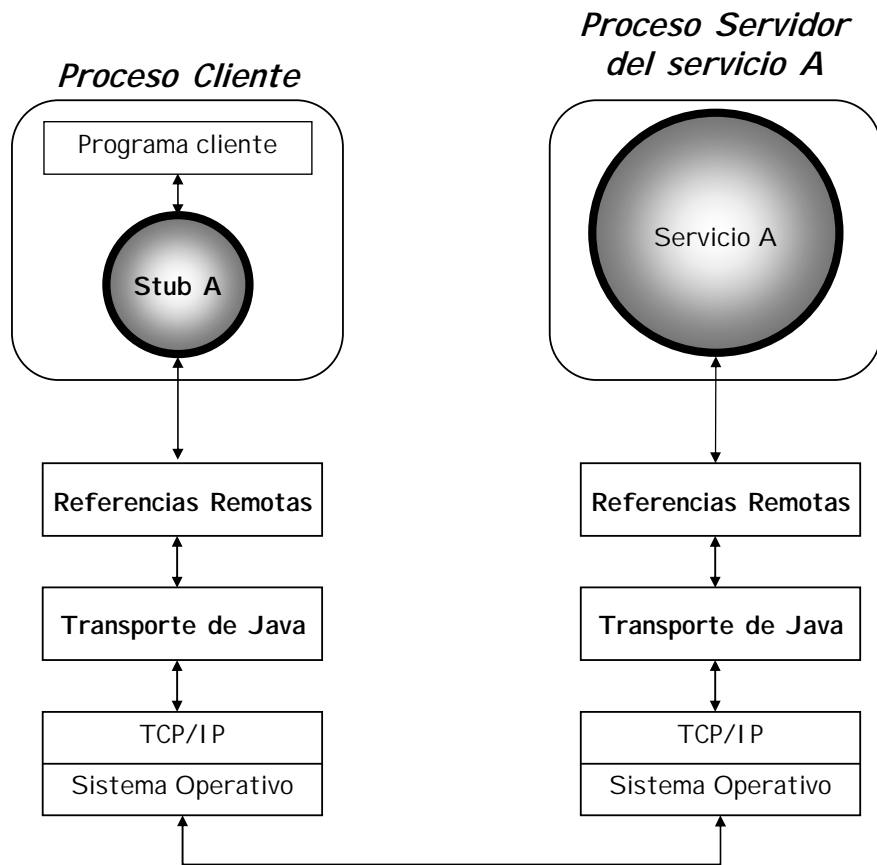 Proceso Cliente
Programa cliente
Stub A
Referencias Remotas
Transporte de Java
TCP/IP
Sistema Operativo
Proceso Servidor
del servicio A
Servicio A
Referencias Remotas
Transporte de Java
TCP/IP
Sistema Operativo